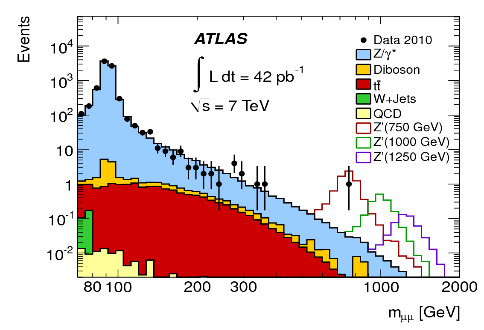 Events
10⁴
10³
10²
10
1
10⁻¹
10⁻²
ATLAS
∫ L dt = 42 pb⁻¹
√s = 7 TeV
Data 2010
Z/γ*
Diboson
tt̄
W+Jets
QCD
Z'(750 GeV)
Z'(1000 GeV)
Z'(1250 GeV)
80 100 200 300 1000 2000
mμμ [GeV]